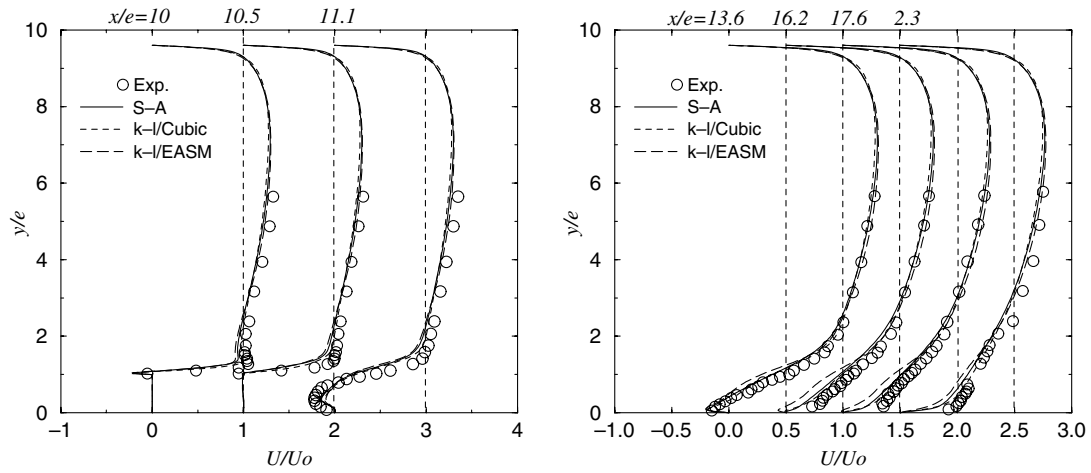 x/e=10 10.5 11.1
10
8
6
4
2
0
y/e
Exp.
S–A
k–l/Cubic
k–l/EASM
−1 0 1 2 3 4
U/Uo
x/e=13.6 16.2 17.6 2.3
10
8
6
4
2
0
y/e
Exp.
S–A
k–l/Cubic
k–l/EASM
−1.0 −0.5 0.0 0.5 1.0 0.5 2.0 2.5 3.0
U/Uo